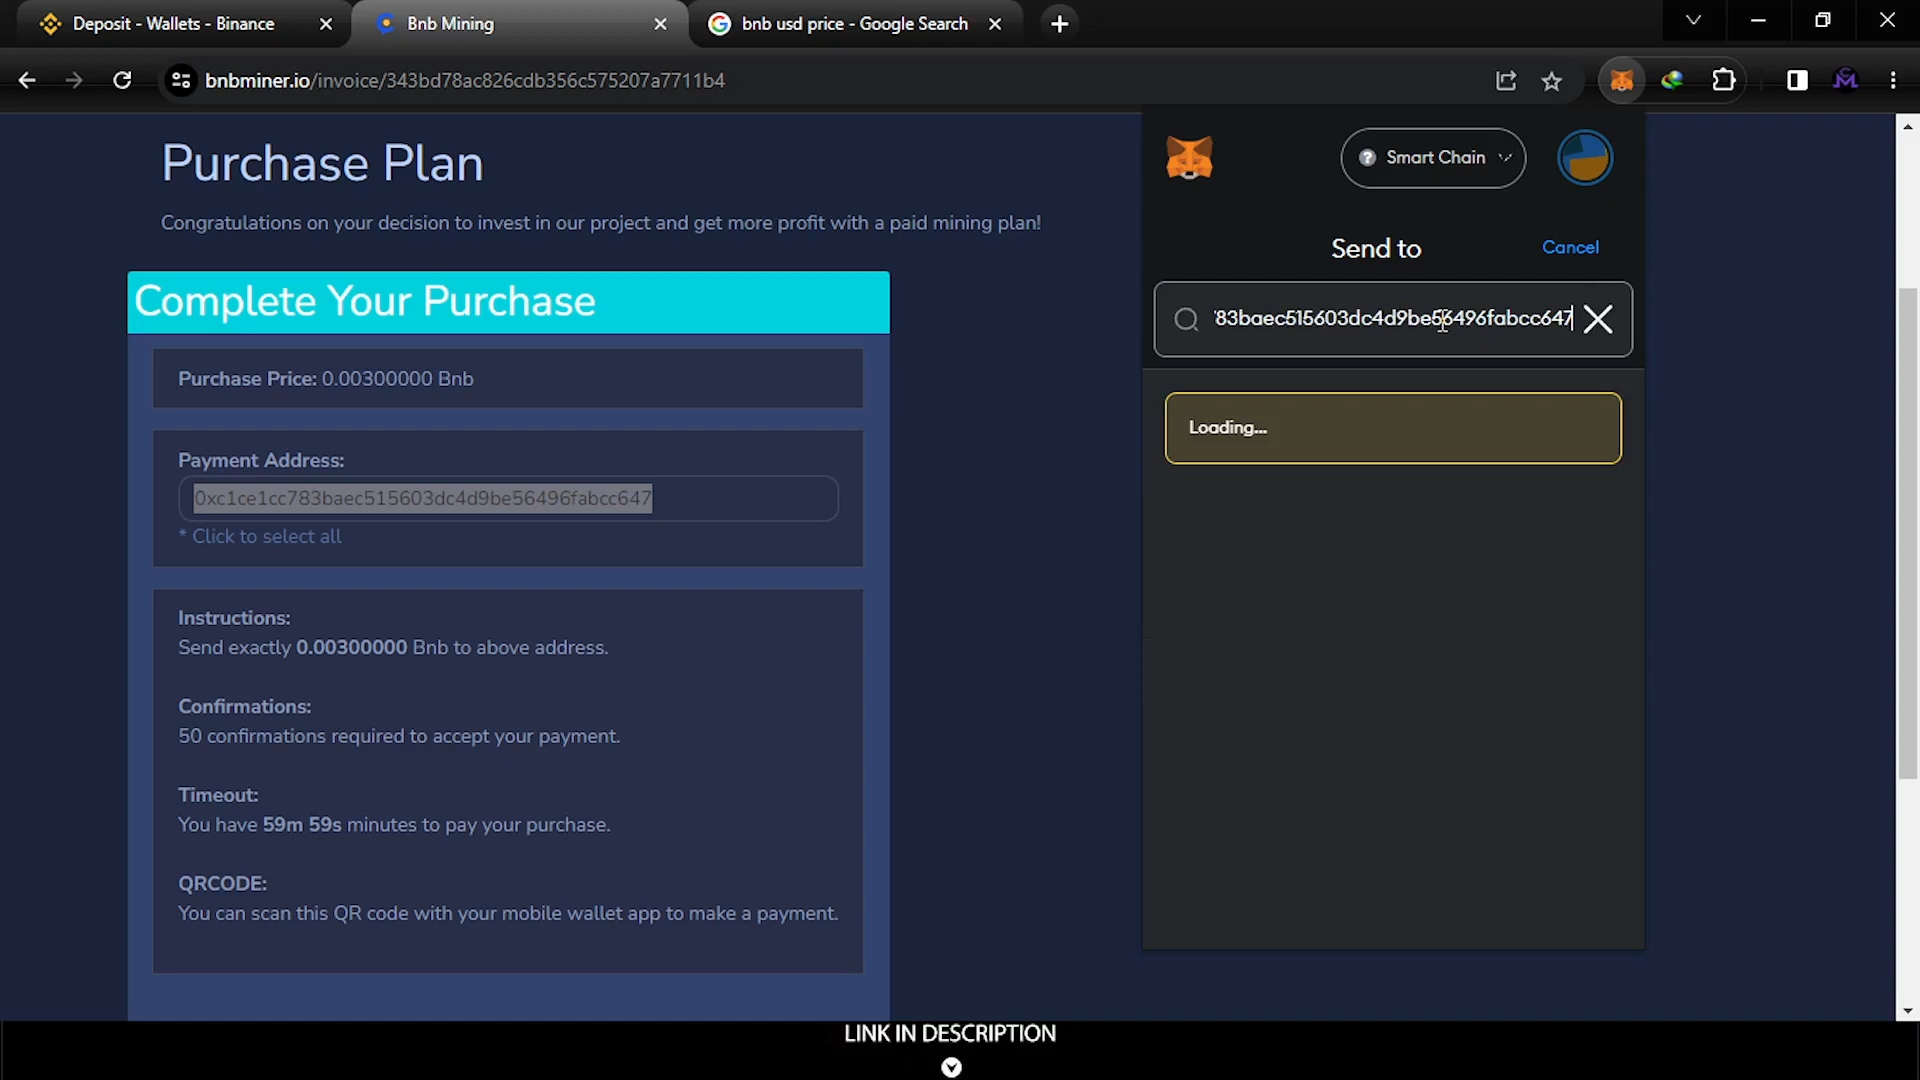 Deposit - Wallets - Binance
Bnb Mining
bnb usd price - Google Search
bnbminer.io/invoice/343bd78ac826cdb356c575207a7711b4
Purchase Plan
Congratulations on your decision to invest in our project and get more profit with a paid mining plan!
Complete Your Purchase
Purchase Price: 0.00300000 Bnb
Payment Address:
0xc1ce1cc783baec515603dc4d9be56496fabcc647
* Click to select all
Instructions:
Send exactly 0.00300000 Bnb to above address.
Confirmations:
50 confirmations required to accept your payment.
Timeout:
You have 59m 59s minutes to pay your purchase.
QRCODE:
You can scan this QR code with your mobile wallet app to make a payment.
Smart Chain
Send to
Cancel
83baec515603dc4d9be56496fabcc647
Loading...
LINK IN DESCRIPTION